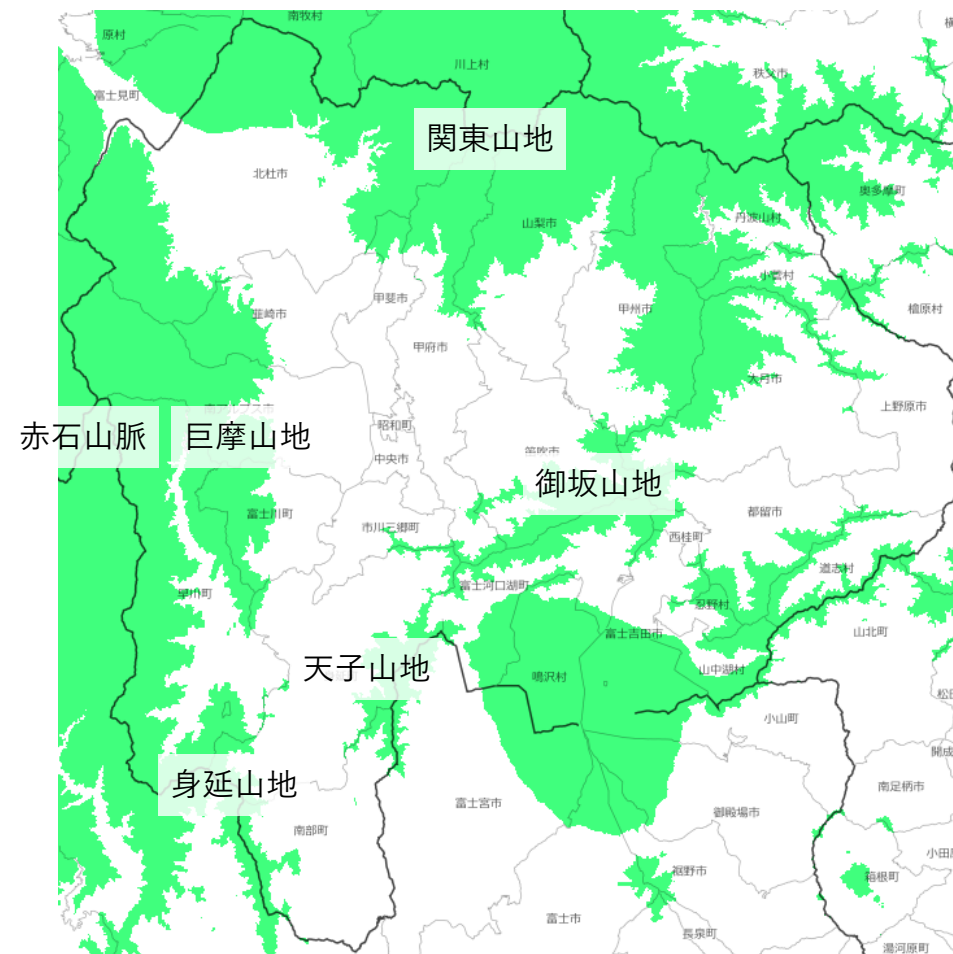 南牧村
原村
川上村
秩父市
富士見町
関東山地
北杜市
奥多摩町
丹波山村
山梨市
小菅村
甲斐市
甲州市
檜原村
韮崎市
甲府市
大月市
南アルプス市
上野原市
昭和町
赤石山脈
巨摩山地
笛吹市
中央市
御坂山地
富士川町
市川三郷町
都留市
西桂町
道志村
富士河口湖町
早川町
忍野村
富士吉田市
山北町
天子山地
鳴沢村
山中湖村
小山町
開成
身延山地
南足柄市
富士宮市
御殿場市
南部町
小田
裾野市
箱根町
富士市
長泉町
湯河原町